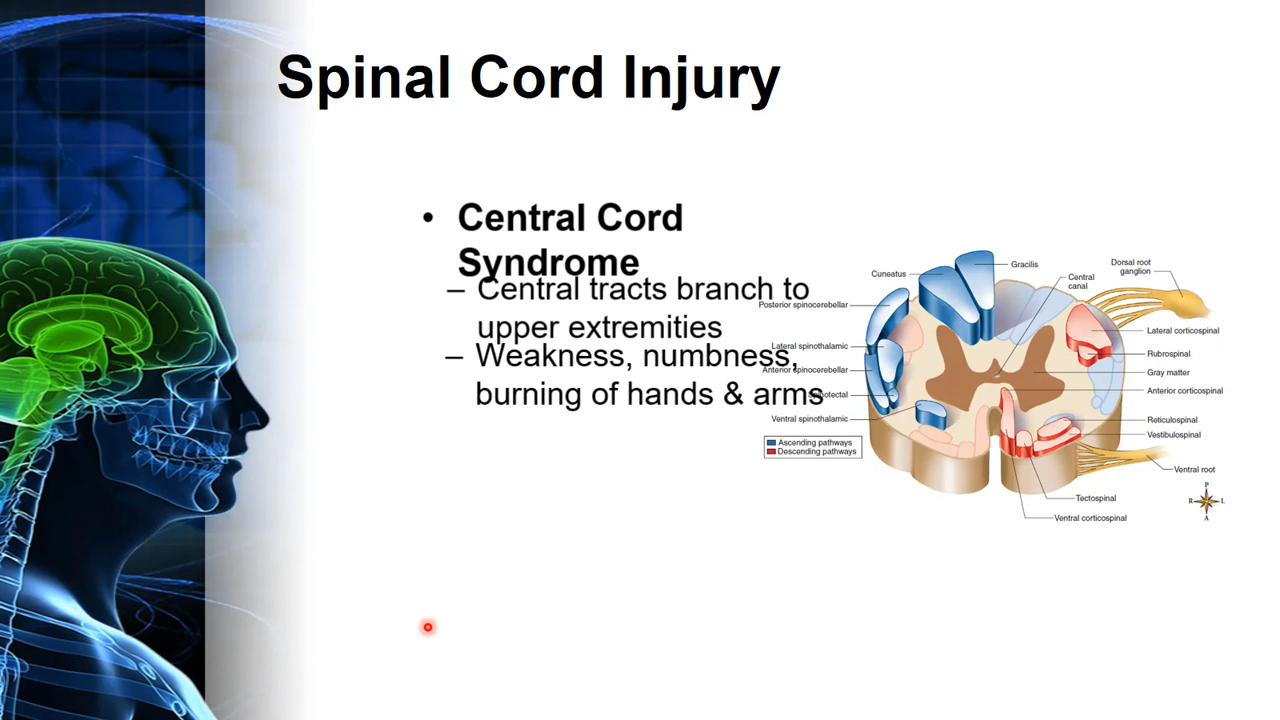 Spinal Cord Injury
• Central Cord
Syndrome
– Central tracts branch to
upper extremities
– Weakness, numbness,
burning of hands & arms
Gracilis
Cuneatus
Posterior spinocerebellar
Lateral spinothalamic
Anterior spinocerebellar
Spinotectal
Ventral spinothalamic
Ascending pathways
Descending pathways
Central
canal
Dorsal root
ganglion
Lateral corticospinal
Rubrospinal
Gray matter
Anterior corticospinal
Reticulospinal
Vestibulospinal
Ventral root
Tectospinal
Ventral corticospinal
P
R L
A